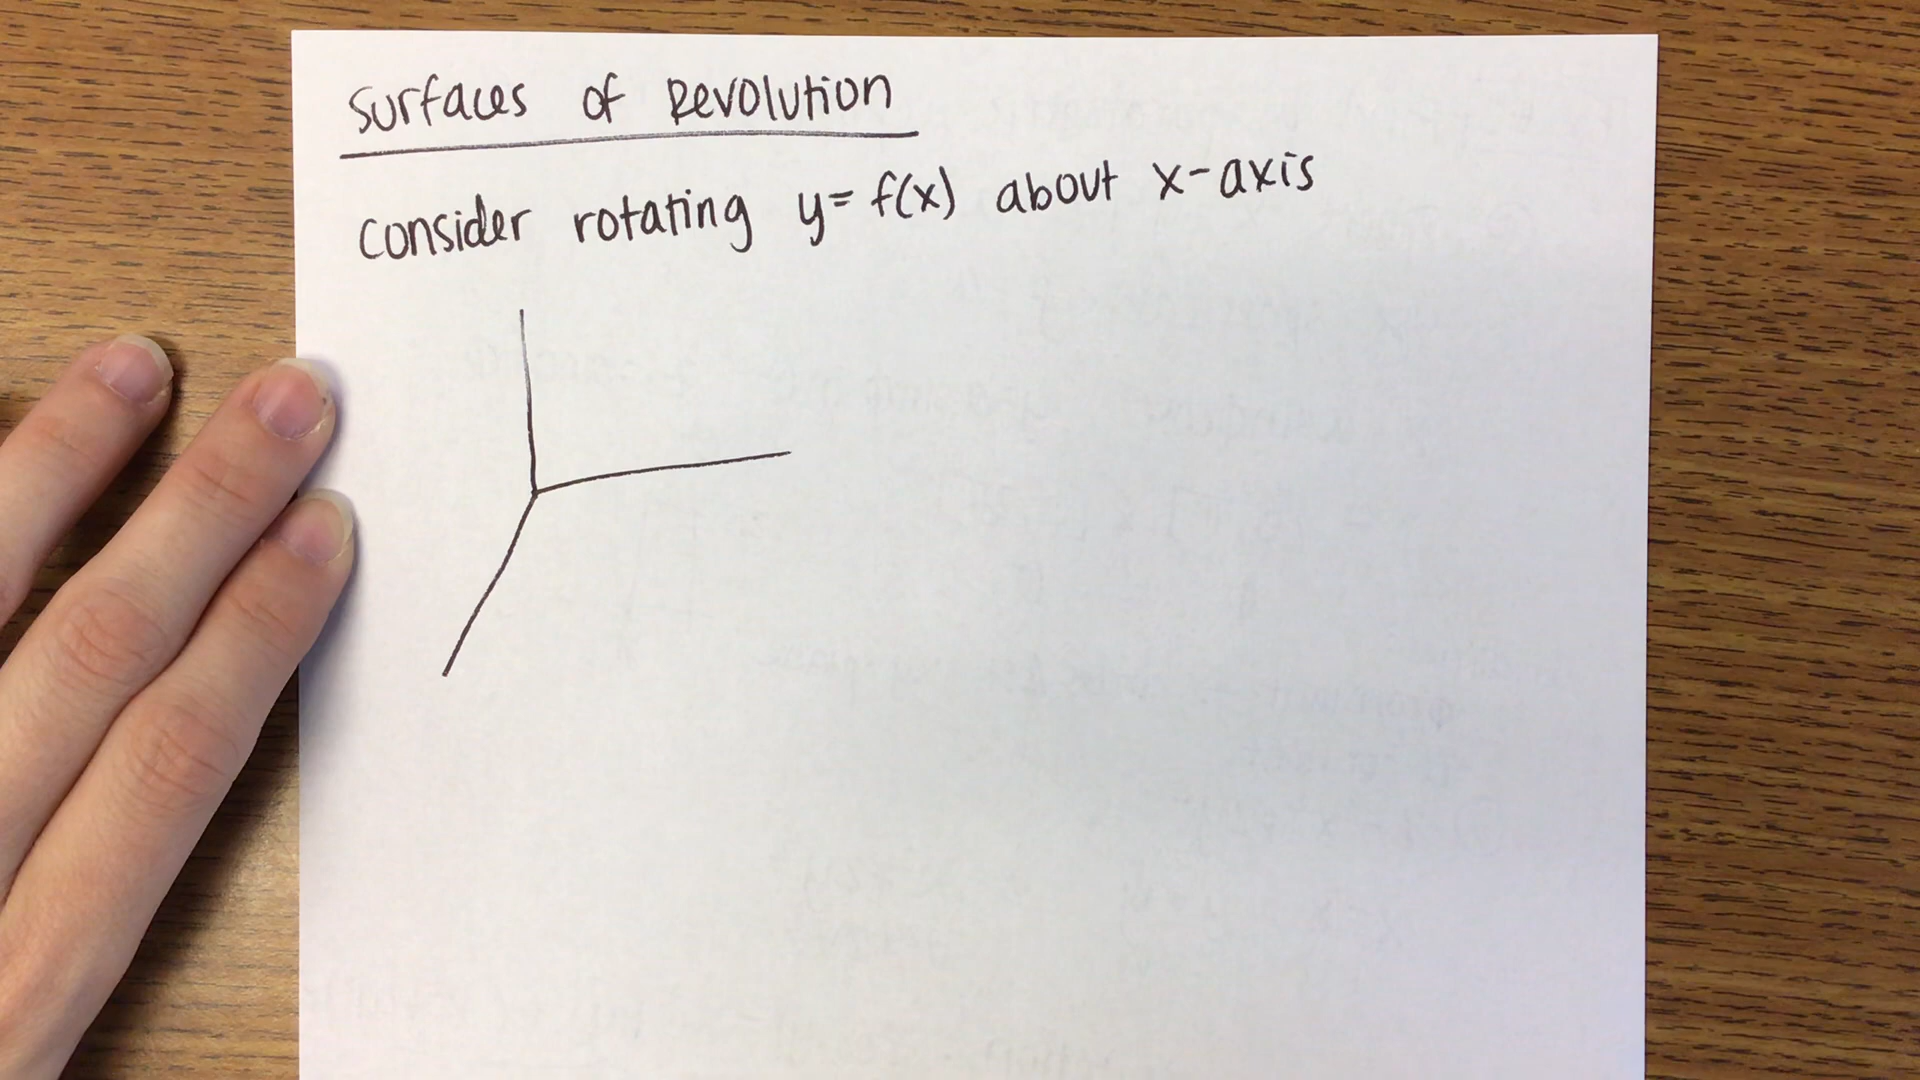 Surfaces of Revolution
consider rotating y= f(x) about x-axis